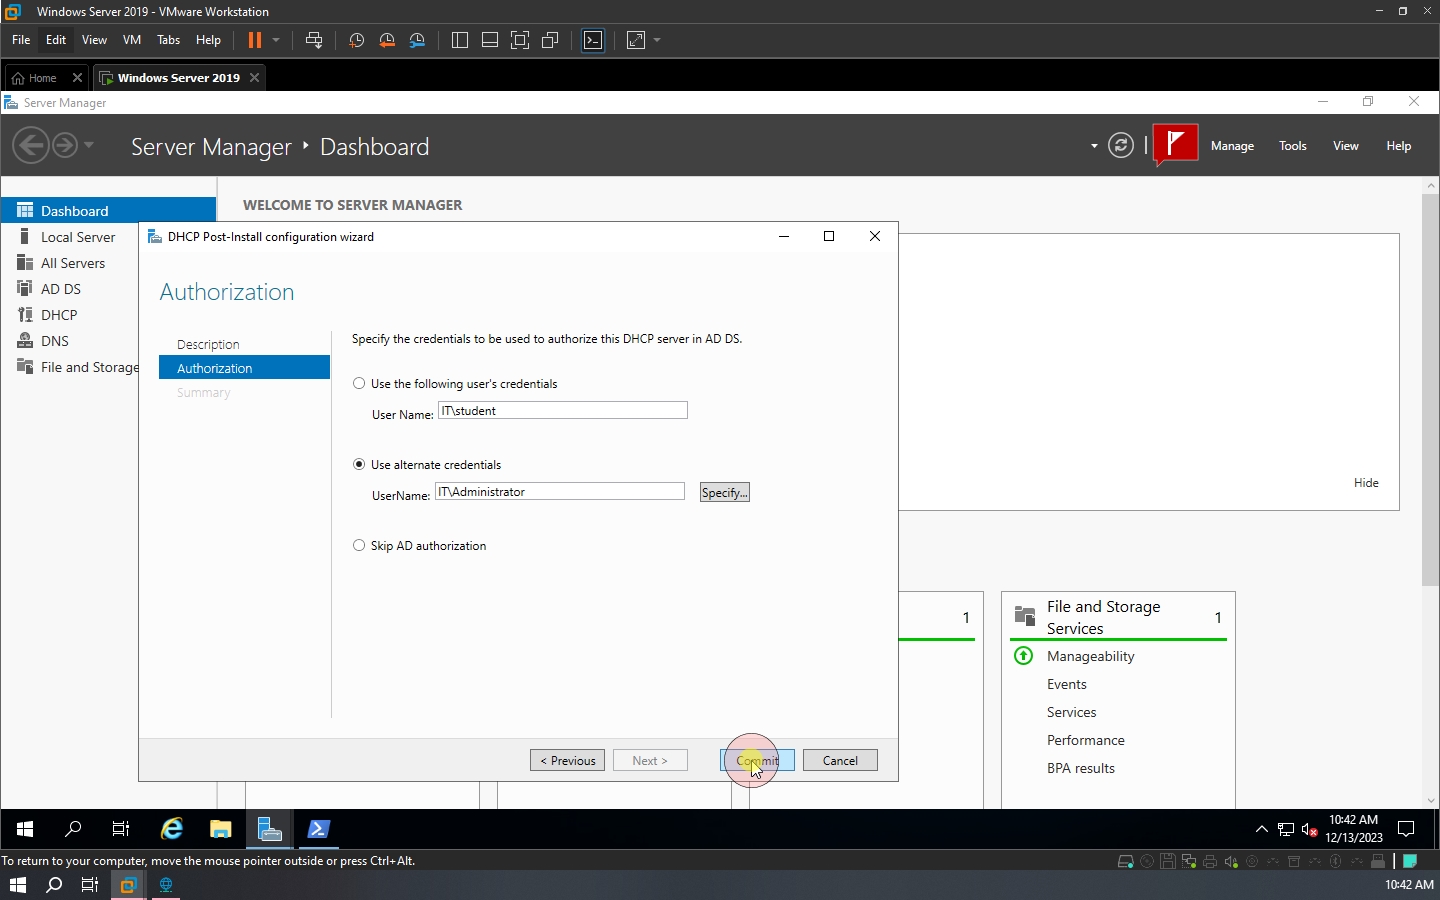 Windows Server 2019 - VMware Workstation
File Edit View VM Tabs Help
Home Windows Server 2019
Server Manager
Server Manager Dashboard
Manage Tools View Help
Dashboard
Local Server
All Servers
AD DS
DHCP
DNS
File and Storage
WELCOME TO SERVER MANAGER
DHCP Post-Install configuration wizard
Authorization
Description
Authorization
Summary
Specify the credentials to be used to authorize this DHCP server in AD DS.
Use the following user's credentials
User Name: IT\student
Use alternate credentials
UserName: IT\Administrator Specify...
Skip AD authorization
< Previous Next > Commit Cancel
Hide
1
File and Storage
Services 1
Manageability
Events
Services
Performance
BPA results
10:42 AM
12/13/2023
To return to your computer, move the mouse pointer outside or press Ctrl+Alt.
10:42 AM